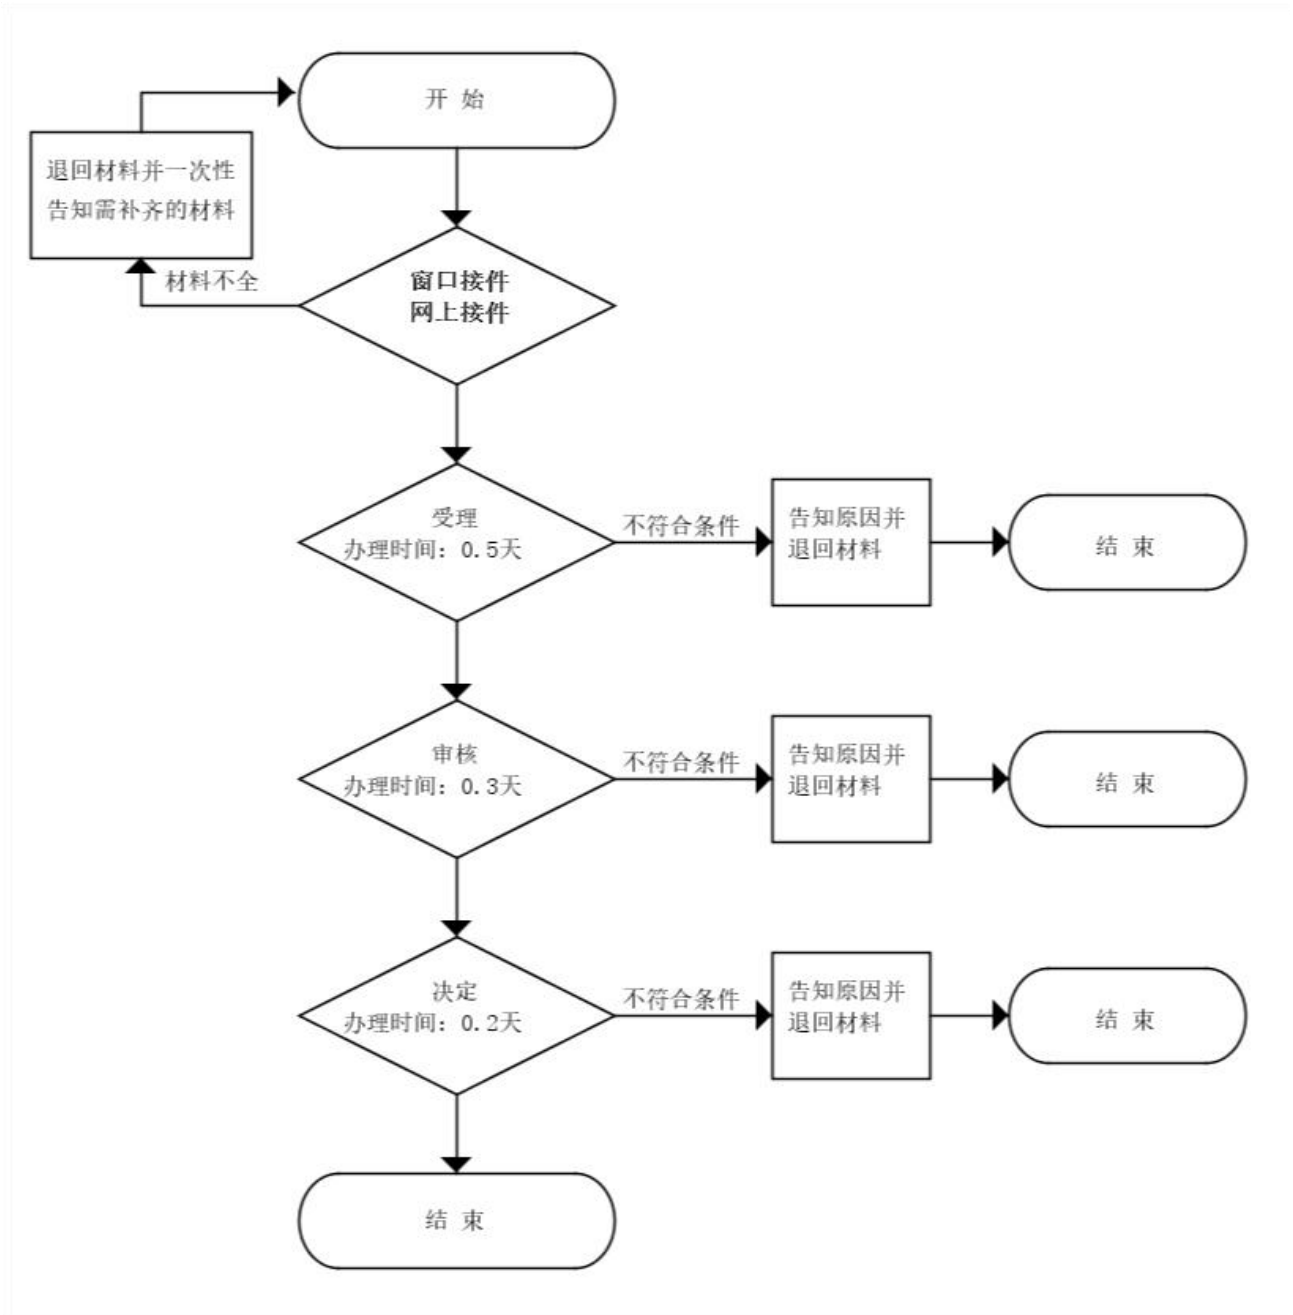 开 始
退回材料并一次性
告知需补齐的材料
材料不全
窗口接件
网上接件
受理
办理时间：0.5天
不符合条件
告知原因并
退回材料
结 束
审核
办理时间：0.3天
不符合条件
告知原因并
退回材料
结 束
决定
办理时间：0.2天
不符合条件
告知原因并
退回材料
结 束
结 束